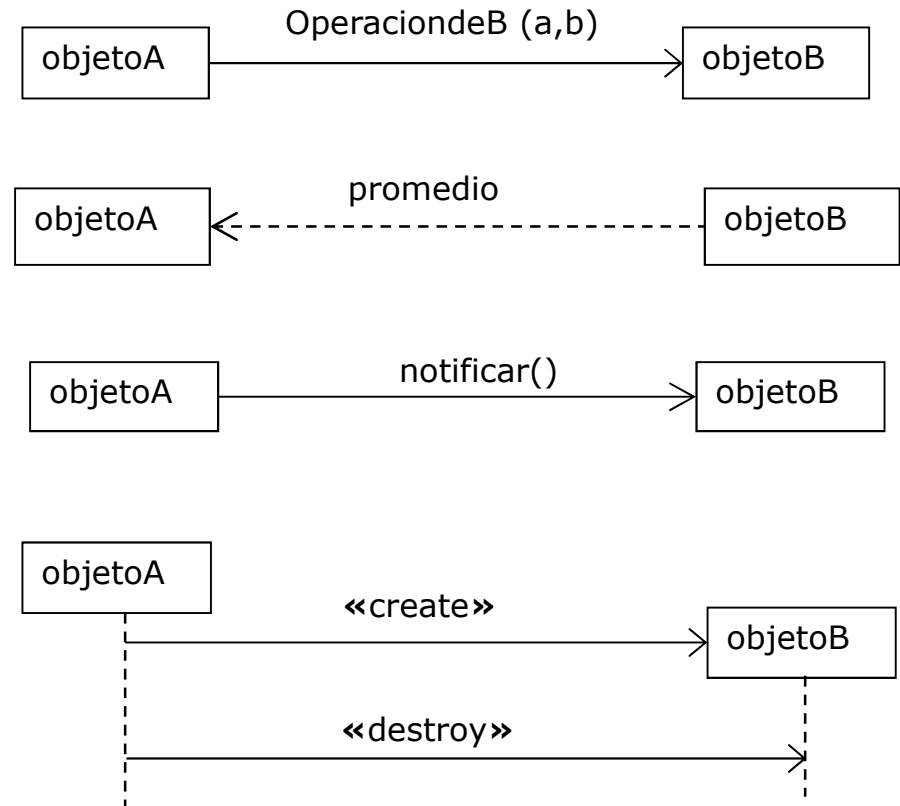 OperaciondeB (a,b)
objetoA
objetoB
promedio
objetoA
objetoB
notificar()
objetoA
objetoB
objetoA
«create»
objetoB
«destroy»